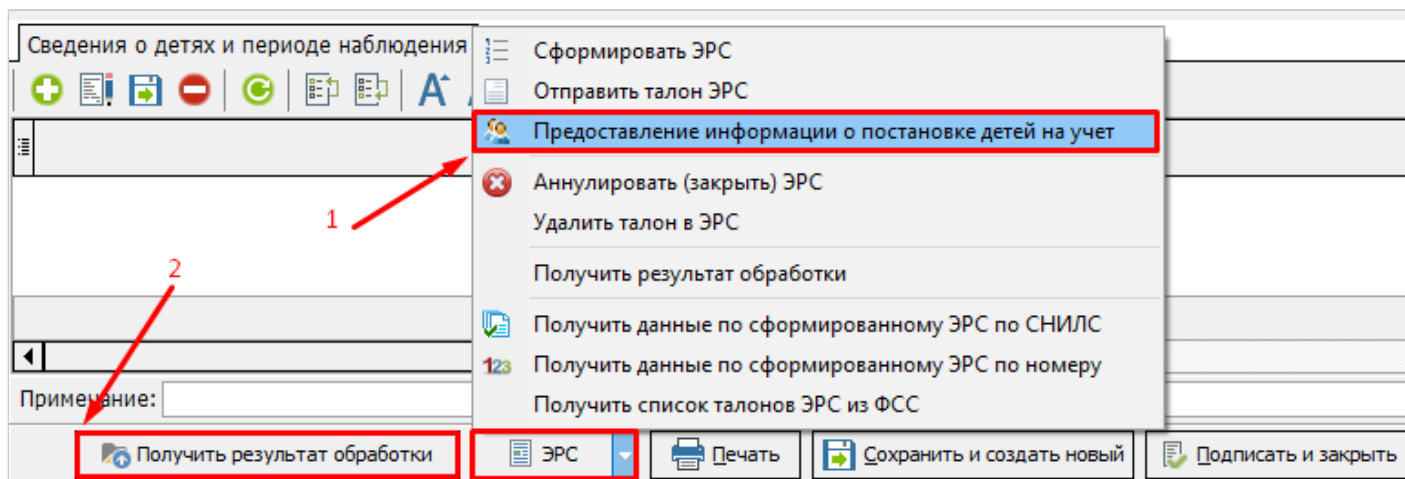 Сведения о детях и периоде наблюдения
Сформировать ЭРС
Отправить талон ЭРС
Предоставление информации о постановке детей на учет
1
Аннулировать (закрыть) ЭРС
Удалить талон в ЭРС
2
Получить результат обработки
Получить данные по сформированному ЭРС по СНИЛС
123 Получить данные по сформированному ЭРС по номеру
Примечание:
Получить список талонов ЭРС из ФСС
Получить результат обработки ЭРС Печать Сохранить и создать новый Подписать и закрыть